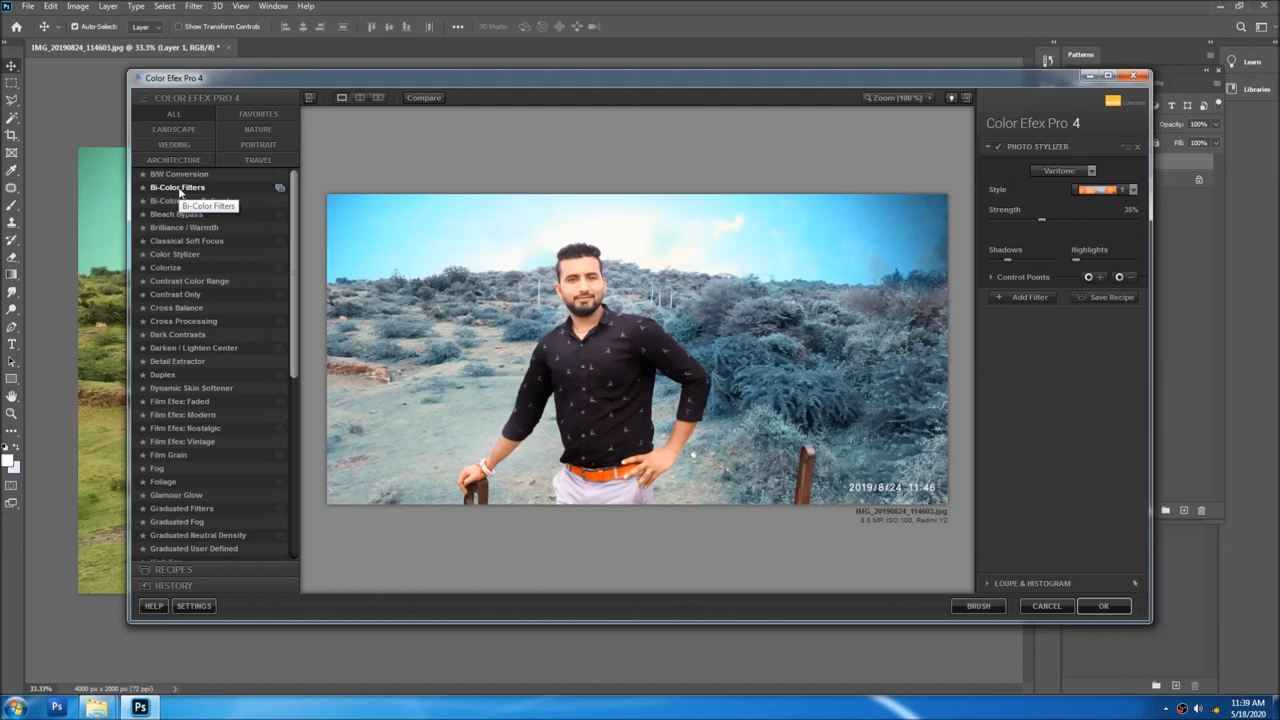 Ps File Edit Image Layer Type Select Filter 3D View Window Help
Auto-Select: Layer Show Transform Controls 3D Mode:
IMG_20190824_114603.jpg @ 33.3% (Layer 1, RGB/8) * ×
Patterns
Learn
Libraries
Color Efex Pro 4
COLOR EFEX PRO 4
Compare
Zoom (100 %)
ALL FAVORITES
LANDSCAPE NATURE
WEDDING PORTRAIT
ARCHITECTURE TRAVEL
Collection
Color Efex Pro 4
Opacity: 100%
Fill: 100%
PHOTO STYLIZER
Varitone
Style 1
Strength 35%
Shadows Highlights
Control Points
Add Filter Save Recipe
B/W Conversion
Bi-Color Filters
Bi-Color
Bi-Color Filters
Bleach Bypass
Brilliance / Warmth
Classical Soft Focus
Color Stylizer
Colorize
Contrast Color Range
Contrast Only
Cross Balance
Cross Processing
Dark Contrasts
Darken / Lighten Center
Detail Extractor
Duplex
Dynamic Skin Softener
Film Efex: Faded
Film Efex: Modern
Film Efex: Nostalgic
Film Efex: Vintage
Film Grain
Fog
Foliage
Glamour Glow
Graduated Filters
Graduated Fog
Graduated Neutral Density
Graduated User Defined
2019/8/24 11:46
IMG_20190824_114603.jpg
8.0 MP, ISO 100, Redmi Y2
RECIPES
HISTORY
LOUPE & HISTOGRAM
HELP SETTINGS
BRUSH CANCEL OK
33.33% 4000 px x 2000 px (72 ppi)
Ps Ps
11:39 AM
5/18/2020